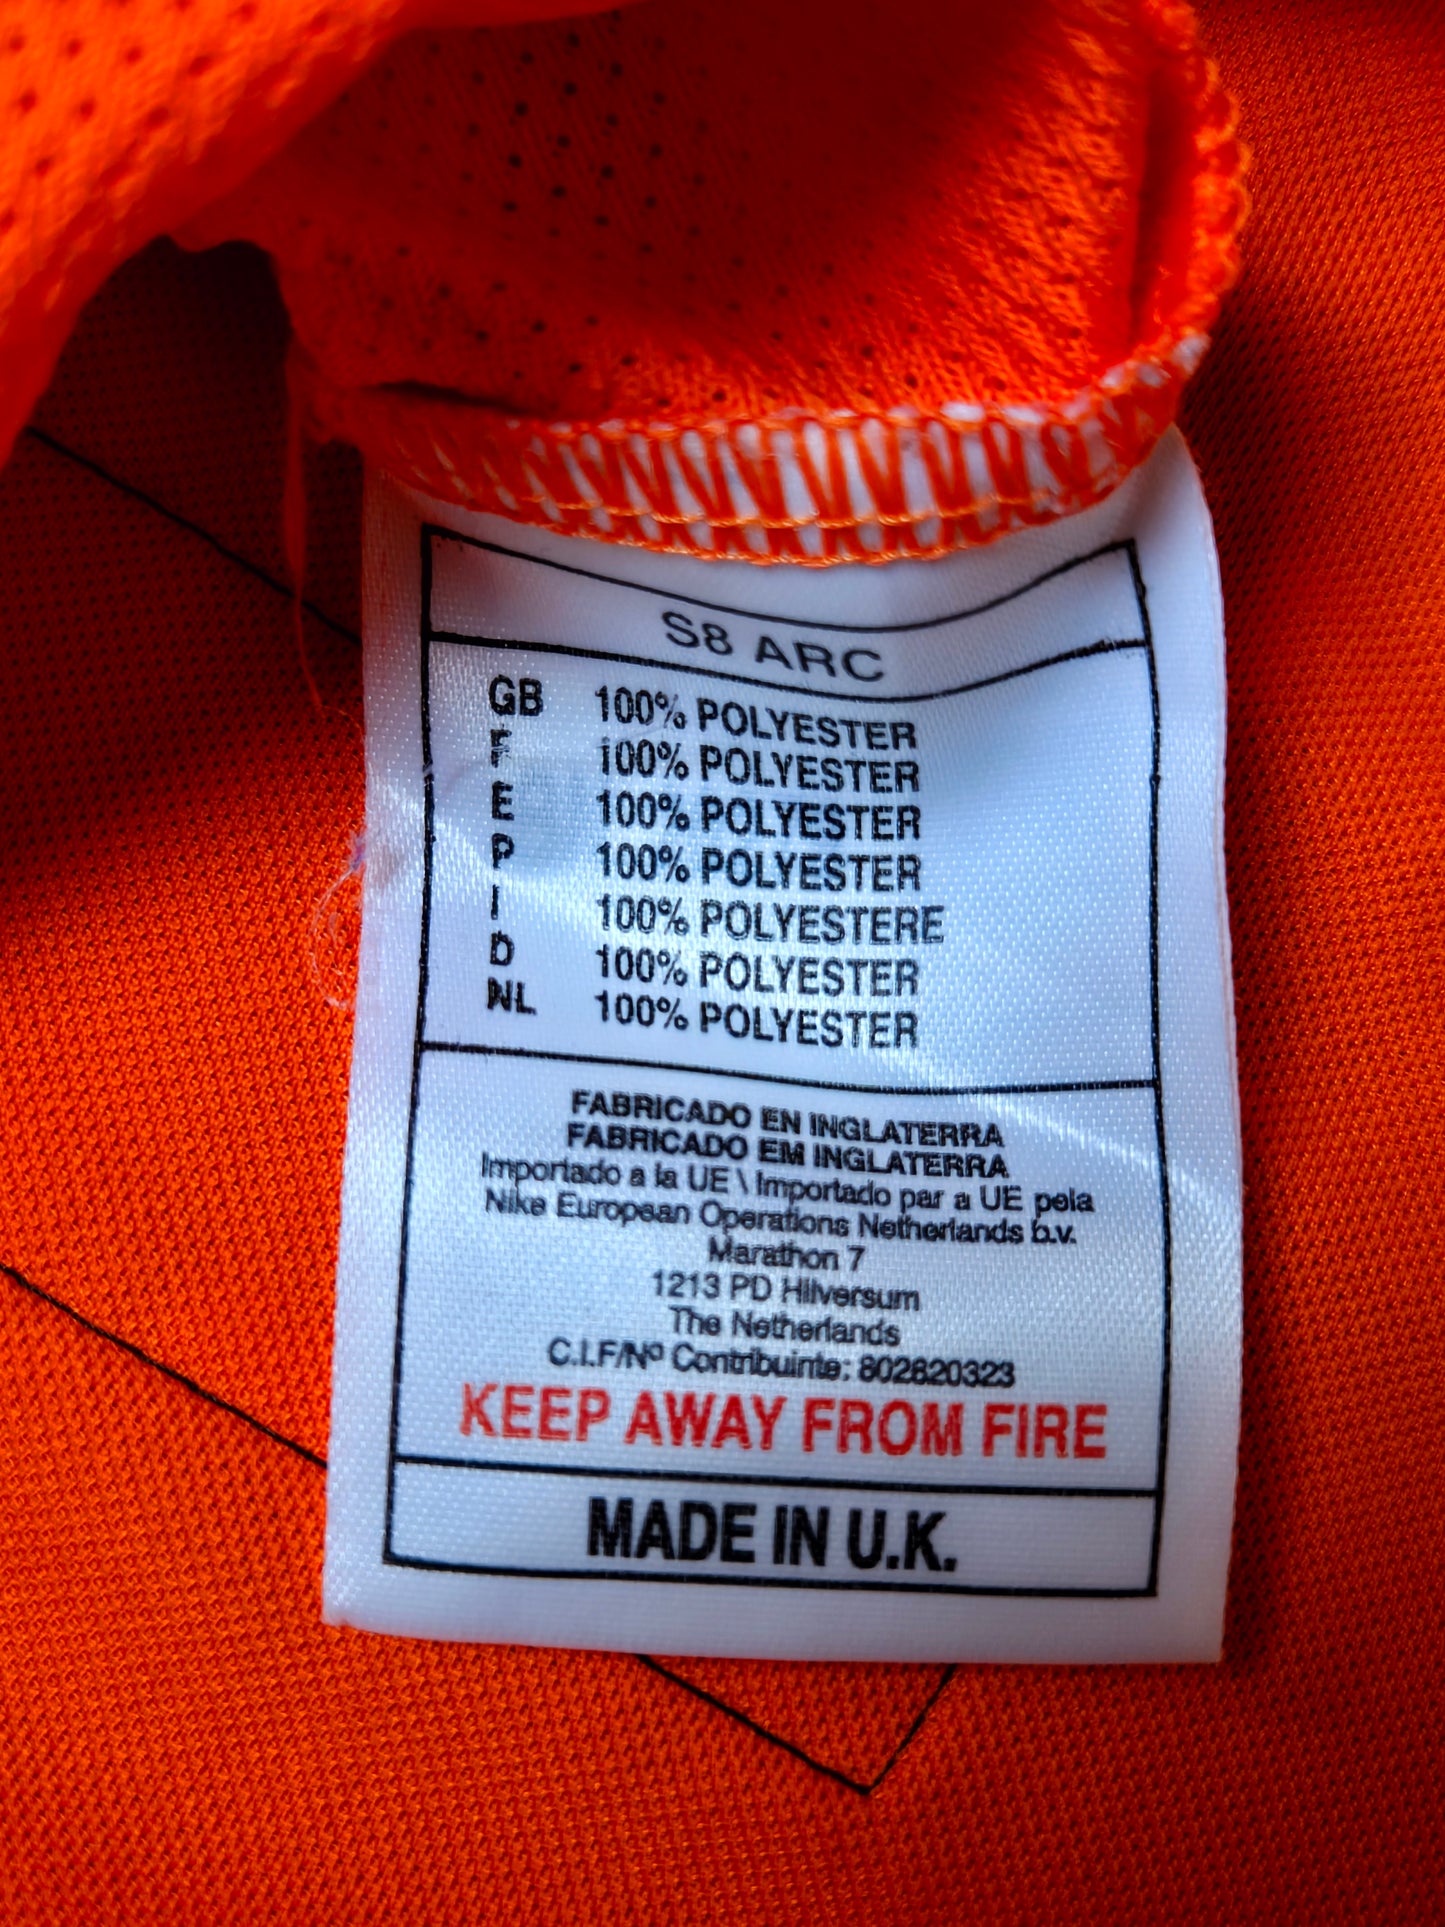 S8 ARC
GB 100% POLYESTER
F 100% POLYESTER
E 100% POLYESTER
P 100% POLYESTER
I 100% POLYESTERE
D 100% POLYESTER
NL 100% POLYESTER
FABRICADO EN INGLATERRA
FABRICADO EM INGLATERRA
Importado a la UE \ Importado par a UE pela
Nike European Operations Netherlands b.v.
Marathon 7
1213 PD Hilversum
The Netherlands
C.I.F/Nº Contribuinte: 802620323
KEEP AWAY FROM FIRE
MADE IN U.K.